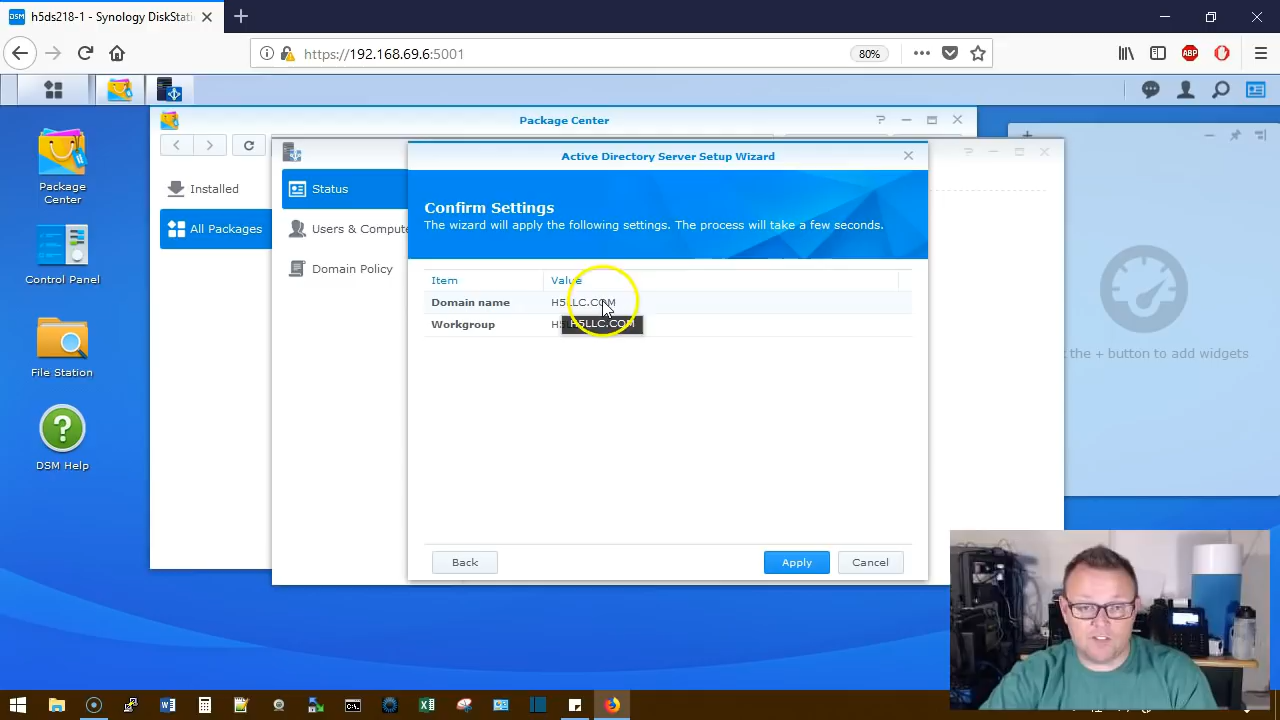 h5ds218-1 - Synology DiskStati
https://192.168.69.6:5001
80%
Package Center
Active Directory Server Setup Wizard
Package
Center
Control Panel
File Station
DSM Help
Installed
All Packages
Status
Users & Compute
Domain Policy
Confirm Settings
The wizard will apply the following settings. The process will take a few seconds.
Item Value
Domain name H5LLC.COM
Workgroup
H5LLC.COM
the + button to add widgets
Back Apply Cancel